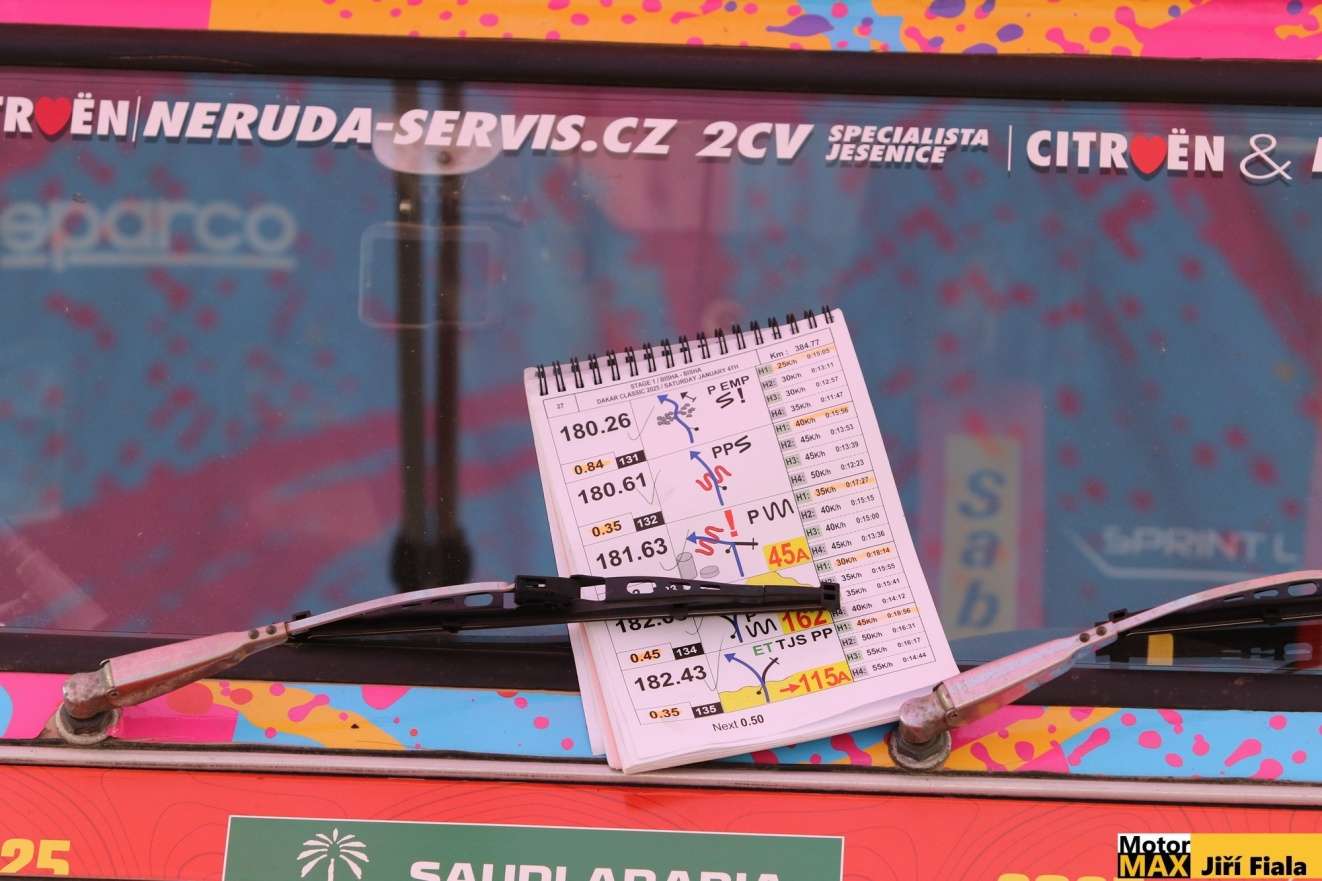 TR❤ËN | NERUDA-SERVIS.CZ 2CV SPECIALISTA JESENICE | CITR❤ËN &
sparco
Sab
SPRINT L
27
STAGE 1 / BISHA - BISHA
DAKAR CLASSIC 2025 / SATURDAY JANUARY 4TH
Km : 384.77
180.26
P EMP
S!
0.84 131
H1: 25K/h 0:15:05
H2: 30K/h 0:13:11
H3: 30K/h 0:12:57
H4: 35K/h 0:11:47
180.61
PPS
0.35 132
H1: 40K/h 0:15:56
H2: 45K/h 0:13:53
H3: 45K/h 0:13:39
H4: 50K/h 0:12:23
181.63
! P
45A
H1: 35K/h 0:17:27
H2: 40K/h 0:15:15
H3: 40K/h 0:15:00
H4: 45K/h 0:13:36
P
162
0.45 134
H1: 30K/h 0:18:14
35K/h 0:15:55
35K/h 0:15:41
40K/h 0:14:12
182.43
ET TJS PP
→115A
0.35 135
H1: 45K/h 0:18:56
H2: 50K/h 0:16:31
H3: 55K/h 0:16:17
H4: 55K/h 0:14:44
Next 0.50
25
SAUDI ARABIA
Motor
MAX Jiří Fiala